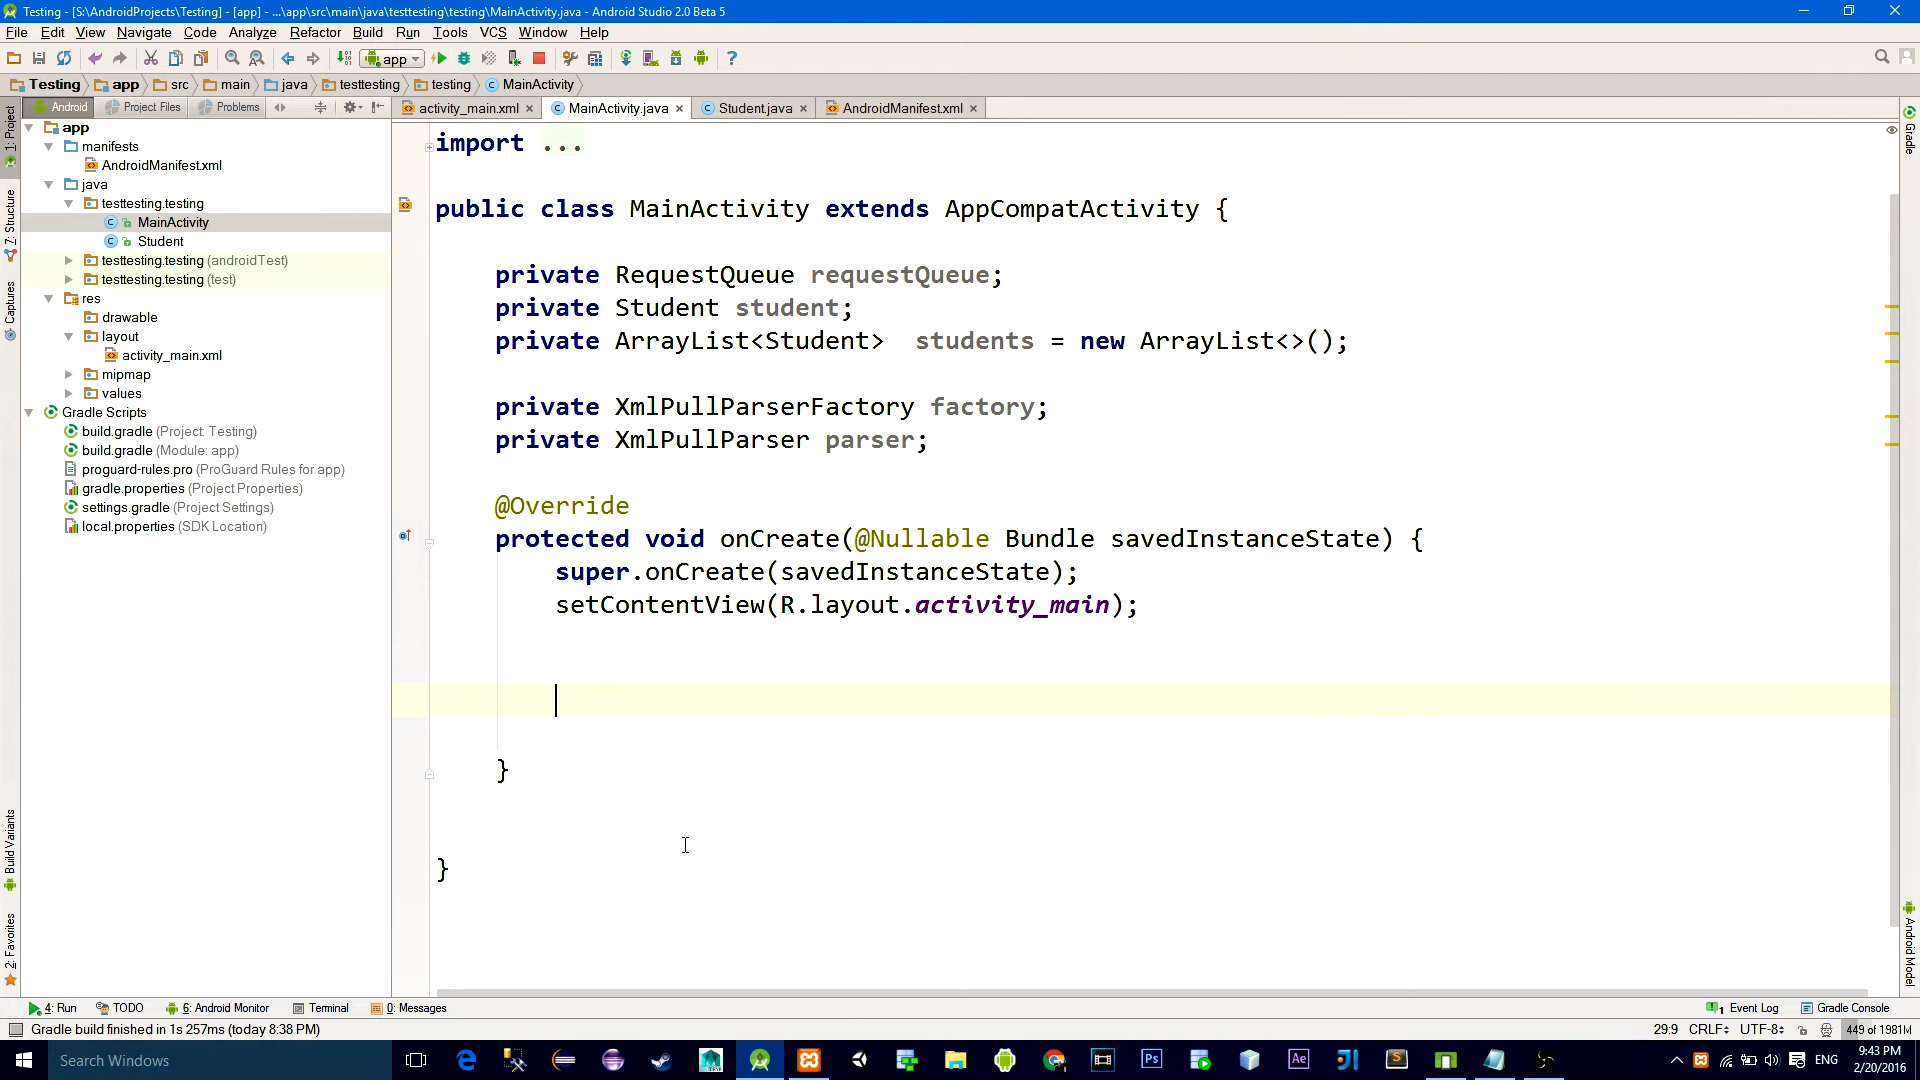 Testing - [S:\AndroidProjects\Testing] - [app] - ...\app\src\main\java\testtesting\testing\MainActivity.java - Android Studio 2.0 Beta 5
File Edit View Navigate Code Analyze Refactor Build Run Tools VCS Window Help
app
Testing app src main java testtesting testing MainActivity
Android Project Files Problems
activity_main.xml MainActivity.java Student.java AndroidManifest.xml
1: Project
Z: Structure
Captures
Build Variants
2: Favorites
app
manifests
AndroidManifest.xml
java
testtesting.testing
MainActivity
Student
testtesting.testing (androidTest)
testtesting.testing (test)
res
drawable
layout
activity_main.xml
mipmap
values
Gradle Scripts
build.gradle (Project: Testing)
build.gradle (Module: app)
proguard-rules.pro (ProGuard Rules for app)
gradle.properties (Project Properties)
settings.gradle (Project Settings)
local.properties (SDK Location)
import ...
public class MainActivity extends AppCompatActivity {
private RequestQueue requestQueue;
private Student student;
private ArrayList<Student>  students = new ArrayList<>();
private XmlPullParserFactory factory;
private XmlPullParser parser;
@Override
protected void onCreate(@Nullable Bundle savedInstanceState) {
super.onCreate(savedInstanceState);
setContentView(R.layout.activity_main);
}
}
Gradle
Android Model
4: Run TODO 6: Android Monitor Terminal 0: Messages
1 Event Log Gradle Console
Gradle build finished in 1s 257ms (today 8:38 PM)
29:9 CRLF UTF-8 449 of 1981M
Search Windows
ENG
9:43 PM
2/20/2016